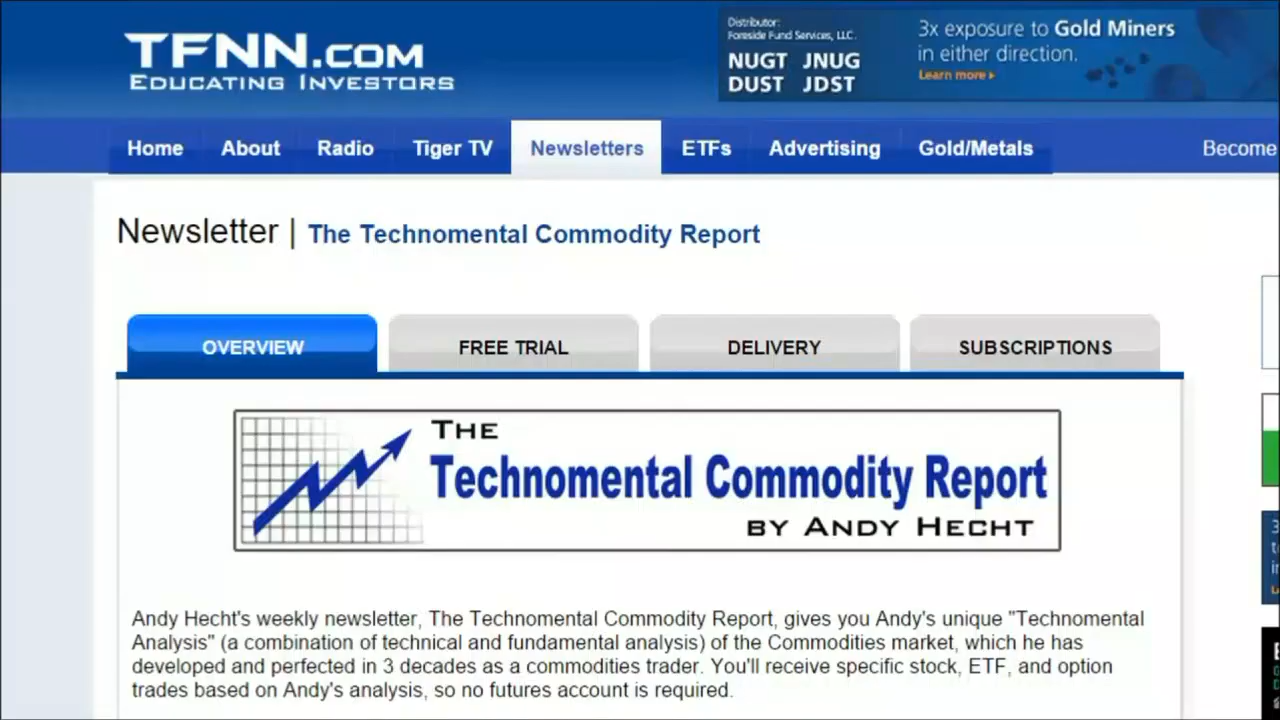 TFNN.COM
EDUCATING INVESTORS
Distributor:
Foreside Fund Services, LLC.
NUGT JNUG
DUST JDST
3x exposure to Gold Miners
in either direction.
Learn more ▸
Home About Radio Tiger TV Newsletters ETFs Advertising Gold/Metals Become
Newsletter | The Technomental Commodity Report
OVERVIEW FREE TRIAL DELIVERY SUBSCRIPTIONS
THE
Technomental Commodity Report
BY ANDY HECHT
Andy Hecht's weekly newsletter, The Technomental Commodity Report, gives you Andy's unique "Technomental
Analysis" (a combination of technical and fundamental analysis) of the Commodities market, which he has
developed and perfected in 3 decades as a commodities trader. You'll receive specific stock, ETF, and option
trades based on Andy's analysis, so no futures account is required.